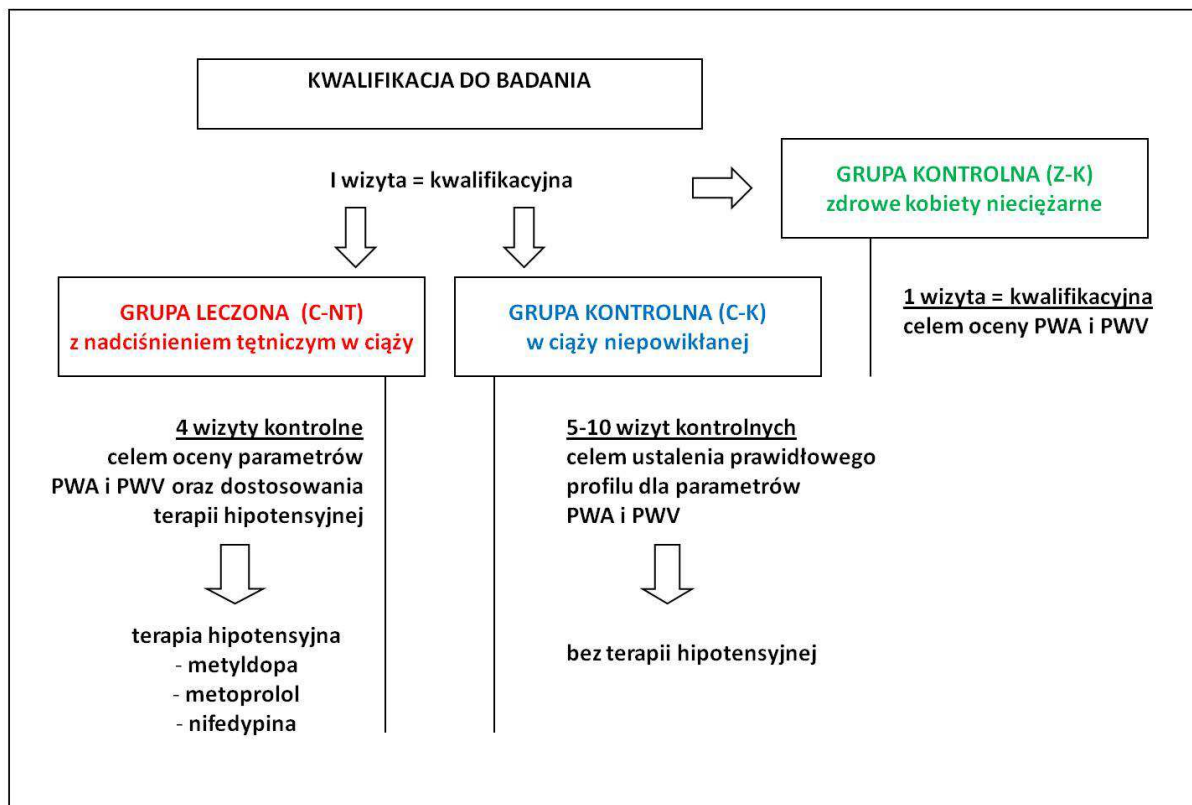 KWALIFIKACJA DO BADANIA
I wizyta = kwalifikacyjna
GRUPA KONTROLNA (Z-K)
zdrowe kobiety nieciężarne
1 wizyta = kwalifikacyjna
celem oceny PWA i PWV
GRUPA LECZONA (C-NT)
z nadciśnieniem tętniczym w ciąży
GRUPA KONTROLNA (C-K)
w ciąży niepowikłanej
4 wizyty kontrolne
celem oceny parametrów
PWA i PWV oraz dostosowania
terapii hipotensyjnej
5-10 wizyt kontrolnych
celem ustalenia prawidłowego
profilu dla parametrów
PWA i PWV
terapia hipotensyjna
- metyldopa
- metoprolol
- nifedypina
bez terapii hipotensyjnej